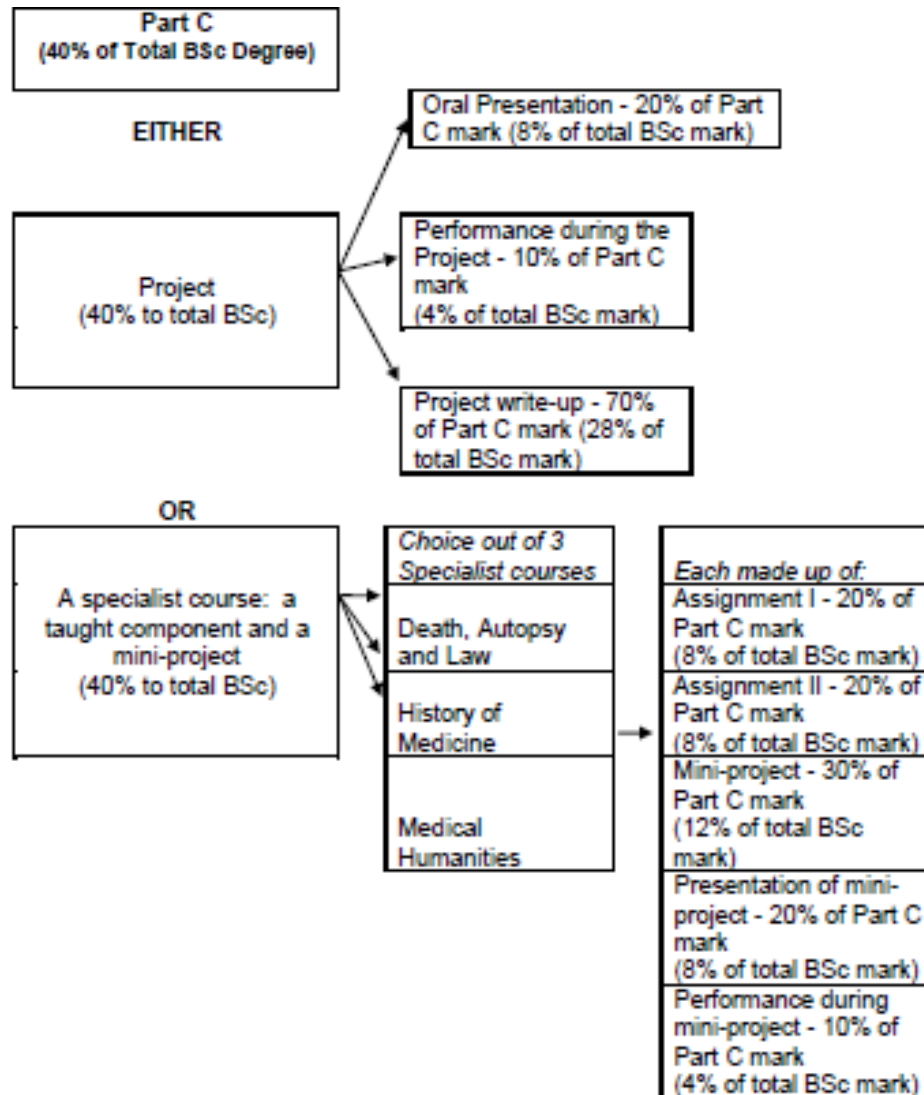 Part C
(40% of Total BSc Degree)
EITHER
Oral Presentation - 20% of Part
C mark (8% of total BSc mark)
Project
(40% to total BSc)
Performance during the
Project - 10% of Part C
mark
(4% of total BSc mark)
Project write-up - 70%
of Part C mark (28% of
total BSc mark)
OR
A specialist course: a
taught component and a
mini-project
(40% to total BSc)
Choice out of 3
Specialist courses
Death, Autopsy
and Law
History of
Medicine
Medical
Humanities
Each made up of:
Assignment I - 20% of
Part C mark
(8% of total BSc mark)
Assignment II - 20% of
Part C mark
(8% of total BSc mark)
Mini-project - 30% of
Part C mark
(12% of total BSc
mark)
Presentation of mini-
project - 20% of Part C
mark
(8% of total BSc mark)
Performance during
mini-project - 10% of
Part C mark
(4% of total BSc mark)